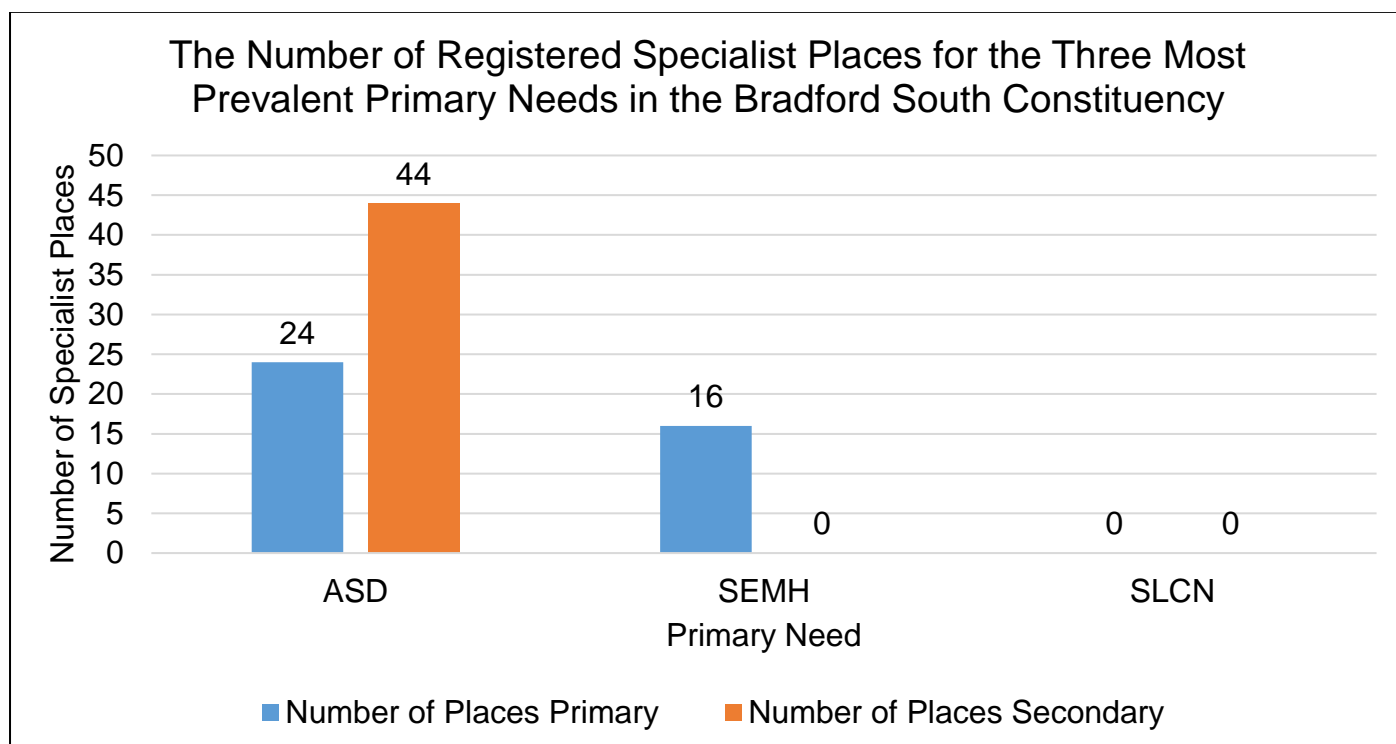 The Number of Registered Specialist Places for the Three Most
Prevalent Primary Needs in the Bradford South Constituency
Number of Specialist Places
50
45
40
35
30
25
20
15
10
5
0
24
44
16
0
0
0
ASD
SEMH
SLCN
Primary Need
Number of Places Primary
Number of Places Secondary